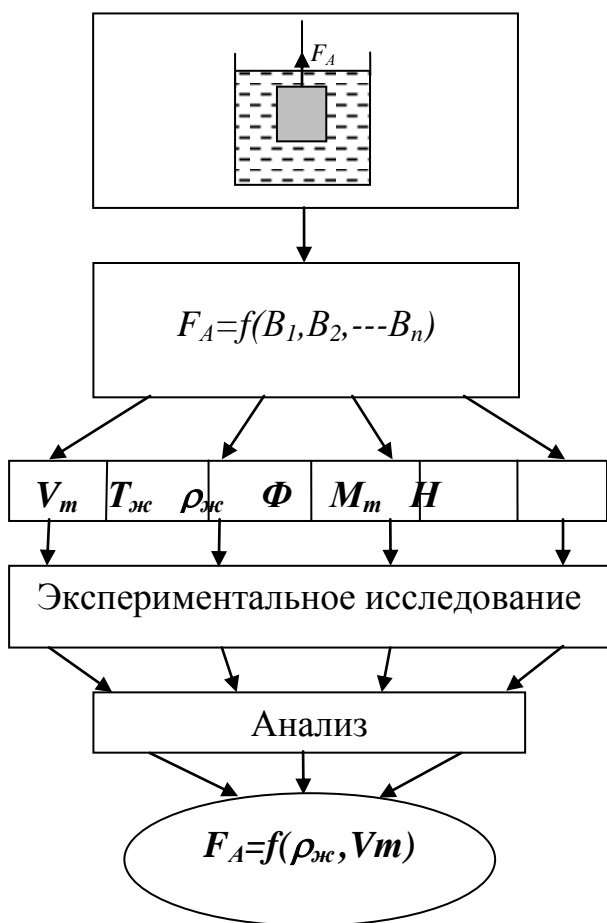 F_A
F_A=f(B_1,B_2,---B_n)
V_m T_ж ρ_ж Ф M_m Н
Экспериментальное исследование
Анализ
F_A=f(ρ_ж,Vm)